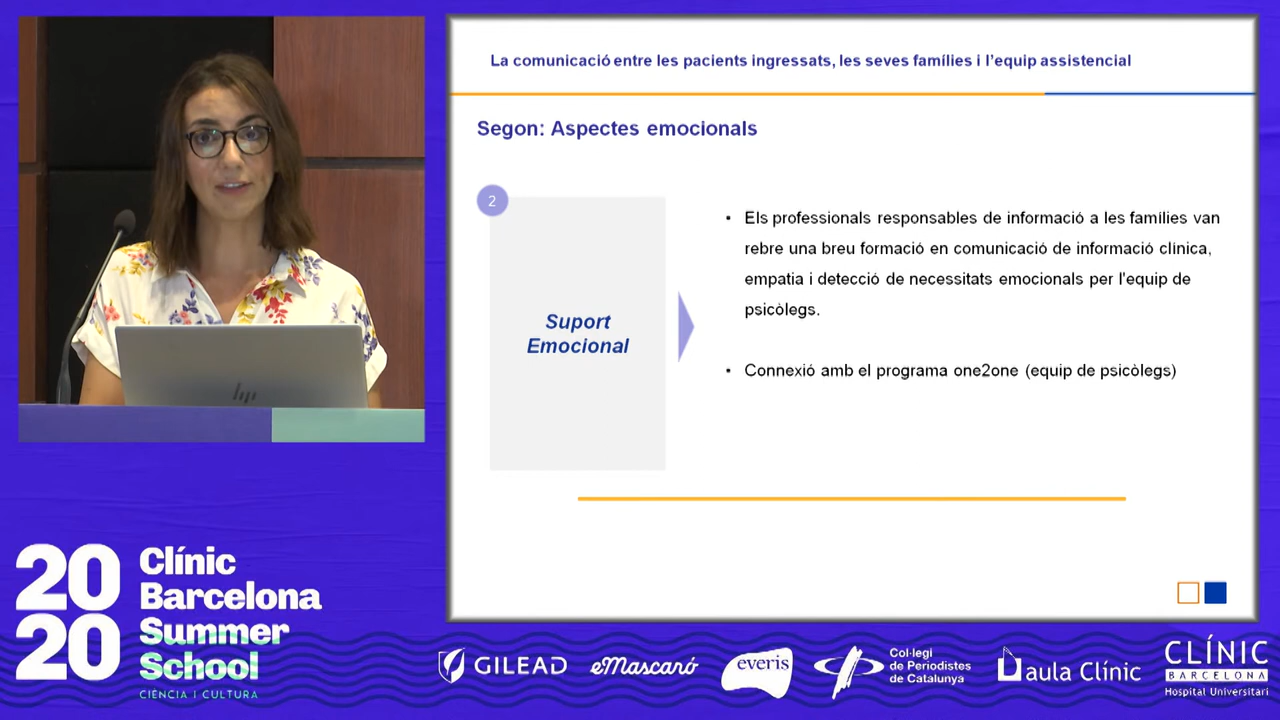 La comunicació entre les pacients ingressats, les seves famílies i l'equip assistencial
Segon: Aspectes emocionals
2
Suport
Emocional
• Els professionals responsables de informació a les famílies van
rebre una breu formació en comunicació de informació clínica,
empatia i detecció de necessitats emocionals per l'equip de
psicòlegs.
• Connexió amb el programa one2one (equip de psicòlegs)
hp
20
20
Clínic
Barcelona
Summer
School
CIÈNCIA I CULTURA
GILEAD
eMascaró
everis
Col·legi
de Periodistes
de Catalunya
aula Clínic
CLÍNIC
BARCELONA
Hospital Universitari